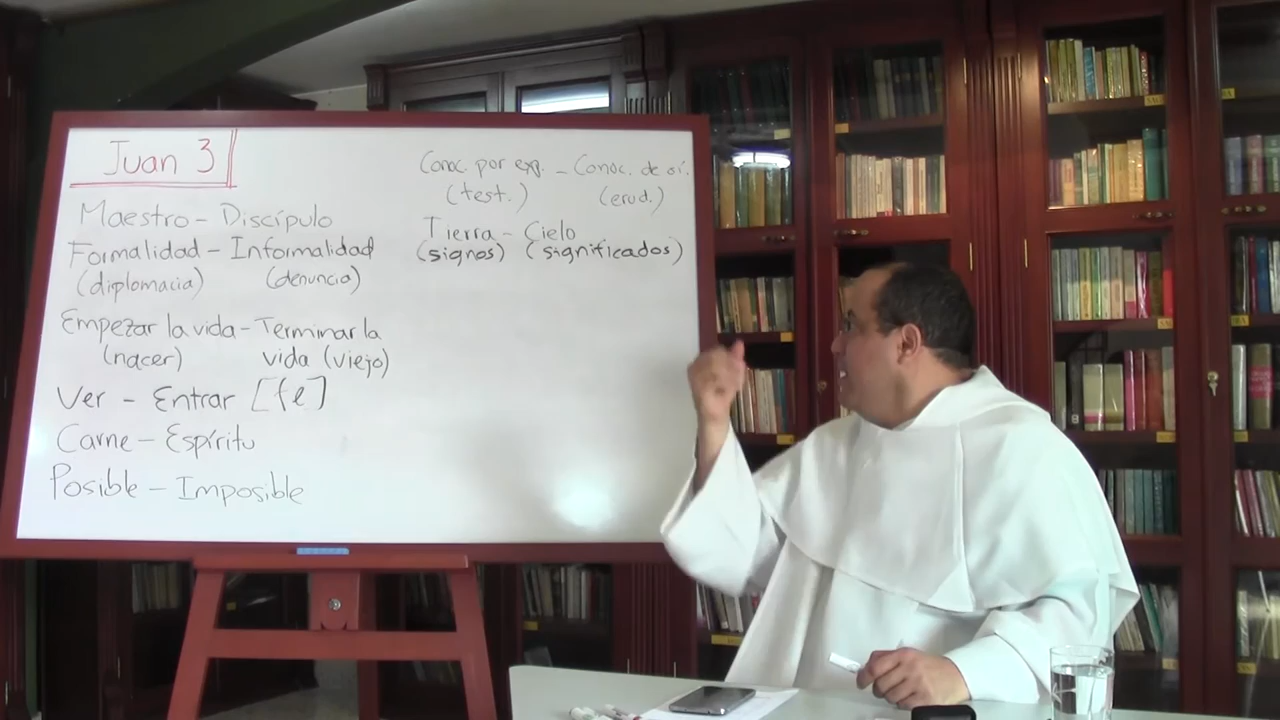 Juan 3
Maestro - Discípulo
Formalidad - Informalidad
(diplomacia) (denuncia)
Empezar la vida - Terminar la
(nacer) vida (viejo)
Ver - Entrar [fe]
Carne - Espíritu
Posible - Imposible
Conoc. por exp. - Conoc. de oí.
(test.) (erud.)
Tierra - Cielo
(signos) (significados)